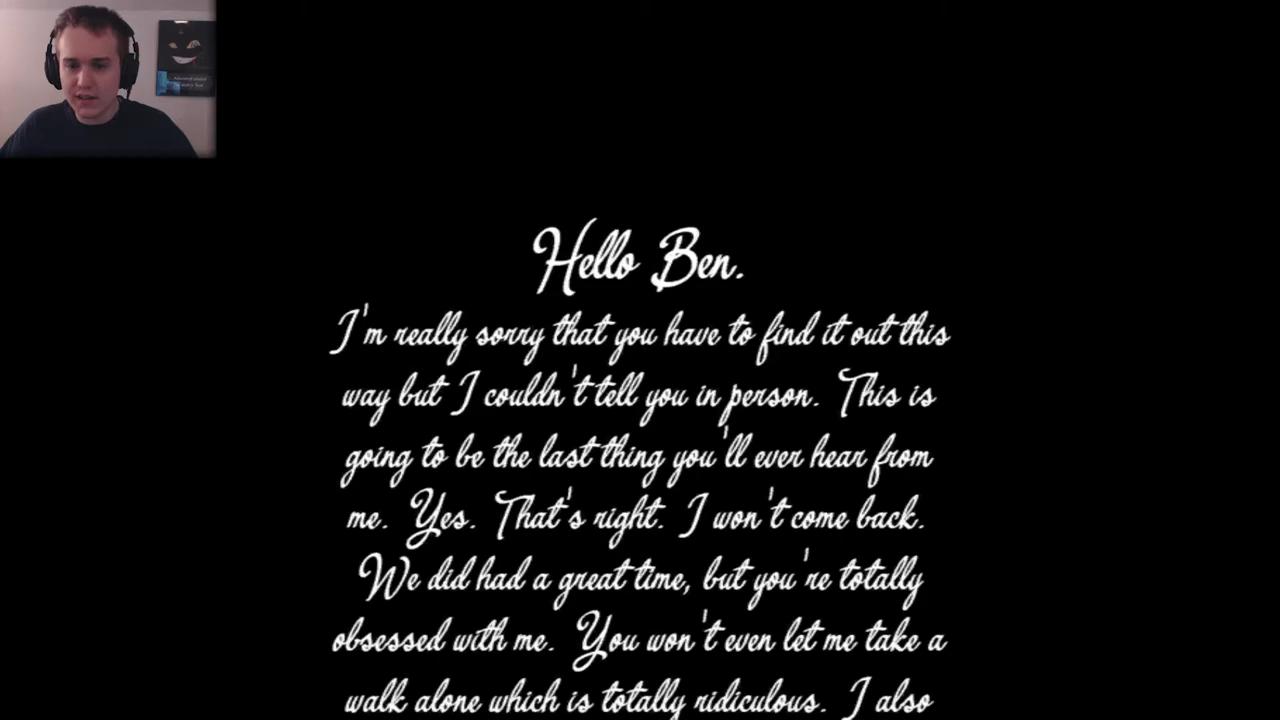 Hello Ben.
I'm really sorry that you have to find it out this
way but I couldn't tell you in person. This is
going to be the last thing you'll ever hear from
me. Yes. That's right. I won't come back.
We did had a great time, but you're totally
obsessed with me. You won't even let me take a
walk alone which is totally ridiculous. I also